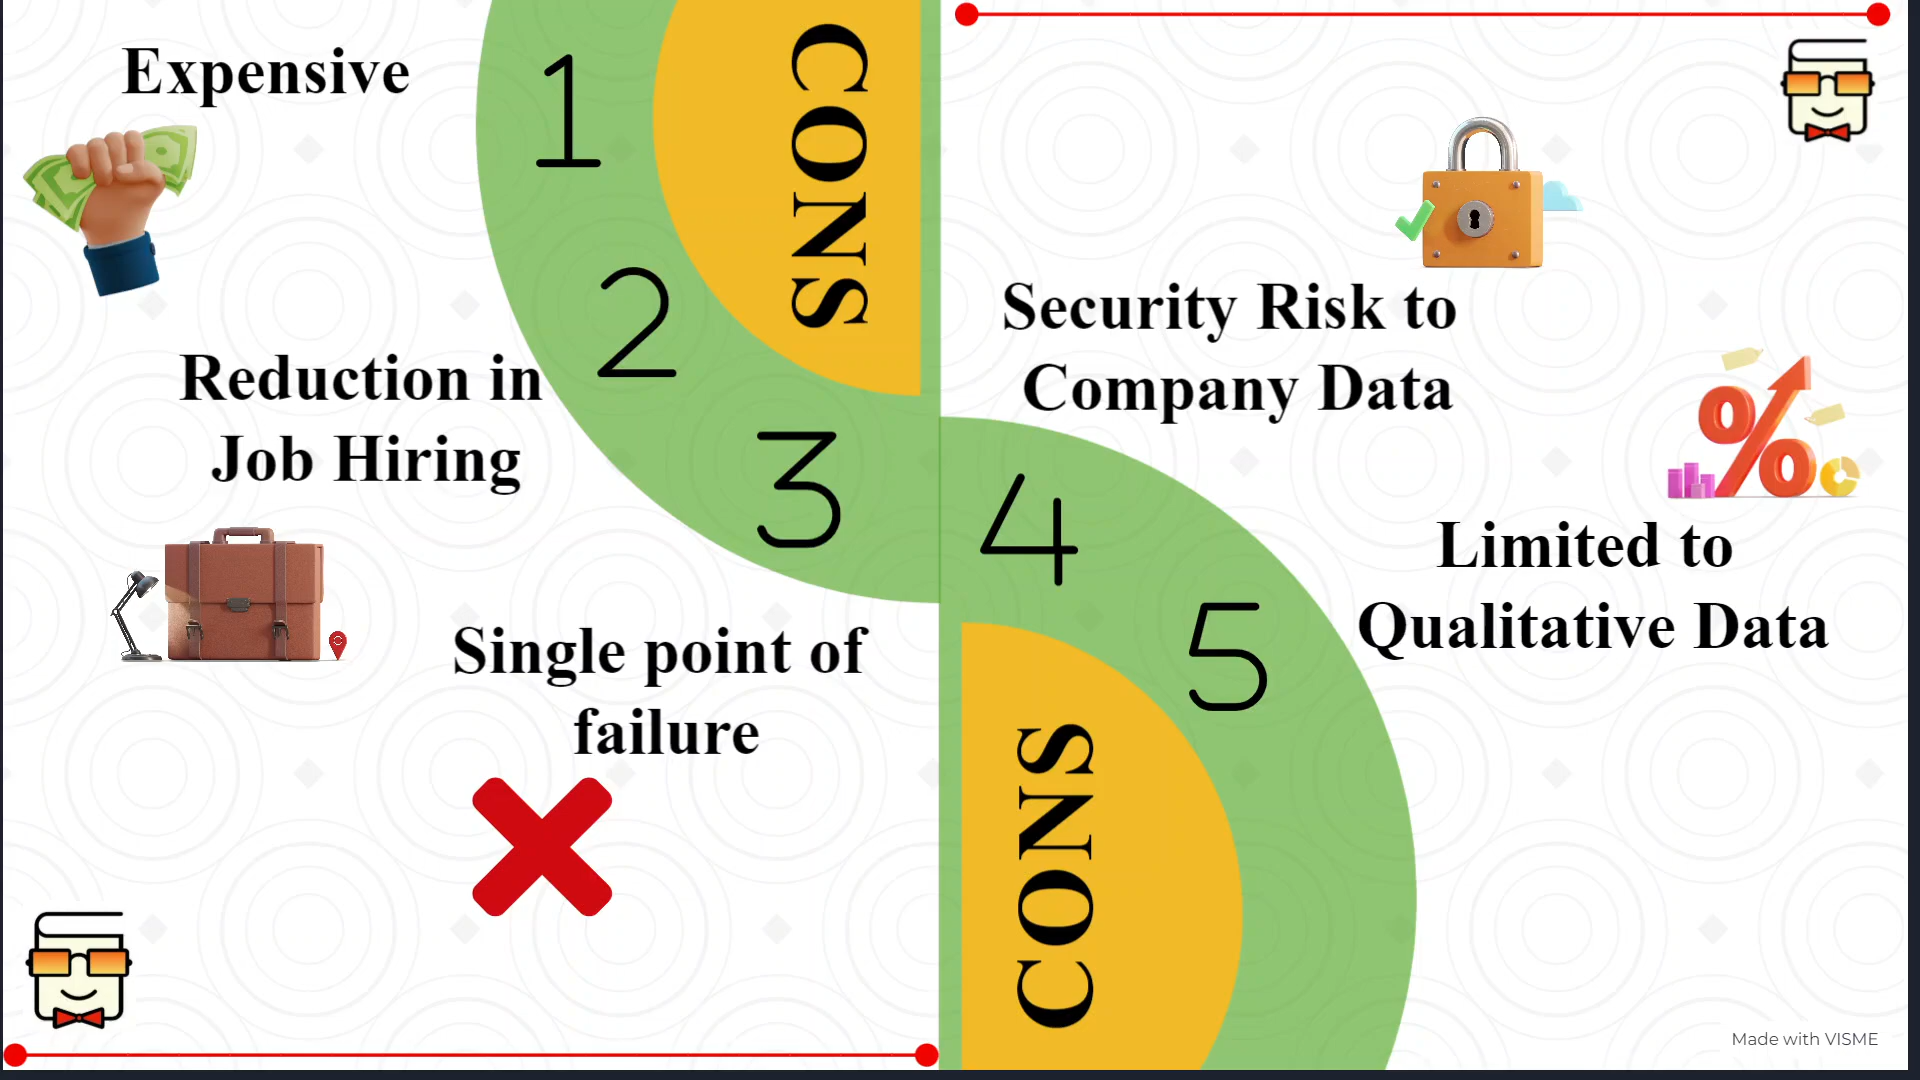 Expensive
1
CONS
2
Reduction in
Job Hiring
3
Single point of
failure
Security Risk to
Company Data
4
Limited to
Qualitative Data
5
CONS
Made with VISME